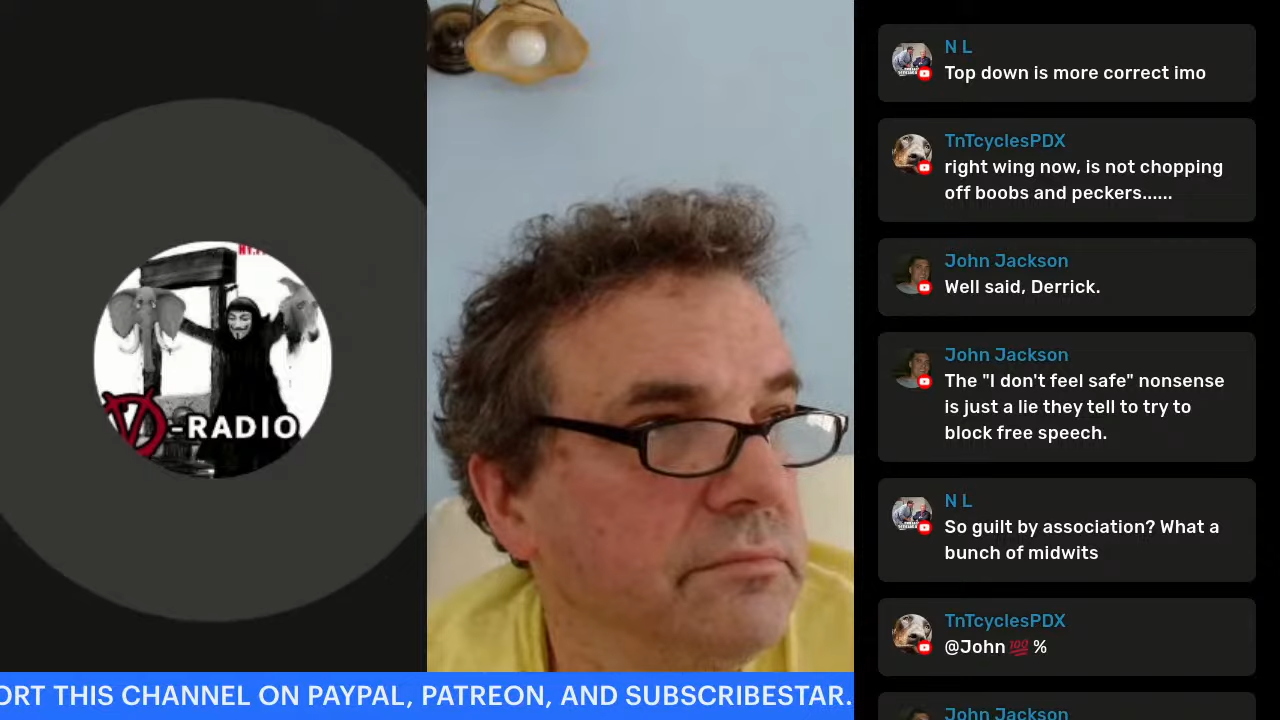 -RADIO
ORT THIS CHANNEL ON PAYPAL, PATREON, AND SUBSCRIBESTAR.
N L
Top down is more correct imo
TnTcyclesPDX
right wing now, is not chopping
off boobs and peckers......
John Jackson
Well said, Derrick.
John Jackson
The "I don't feel safe" nonsense
is just a lie they tell to try to
block free speech.
N L
So guilt by association? What a
bunch of midwits
TnTcyclesPDX
@John 💯 %
John Jackson